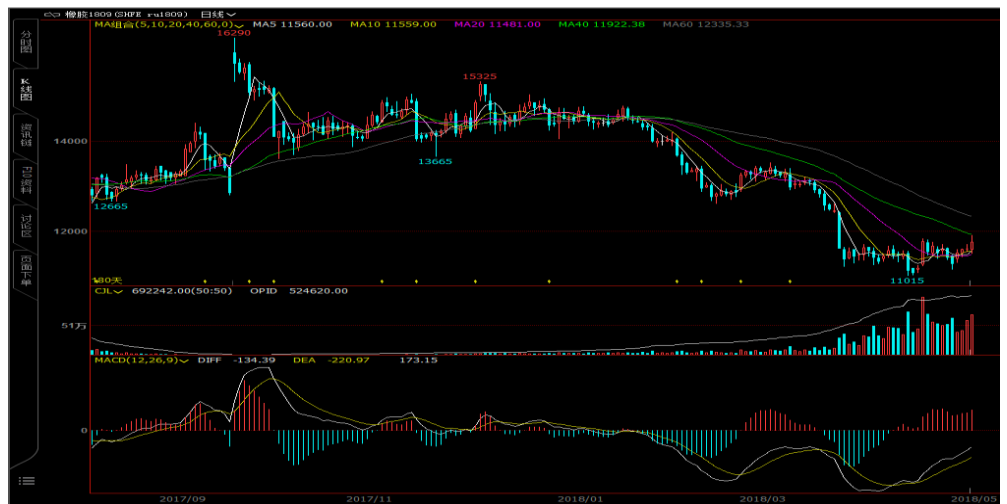 橡胶1809(SHFE ru1809) 日线
MA组合(5,10,20,40,60,0) MA5 11560.00 MA10 11559.00 MA20 11481.00 MA40 11922.38 MA60 12335.33
分时图
K线图
资讯链
F10资料
讨论区
页面下单
16290
15325
14000
13665
12665
12000
11015
180天
CJL 692242.00(50:50) OPID 524620.00
51万
MACD(12,26,9) DIFF -134.39 DEA -220.97 173.15
0
2017/09 2017/11 2018/01 2018/03 2018/05